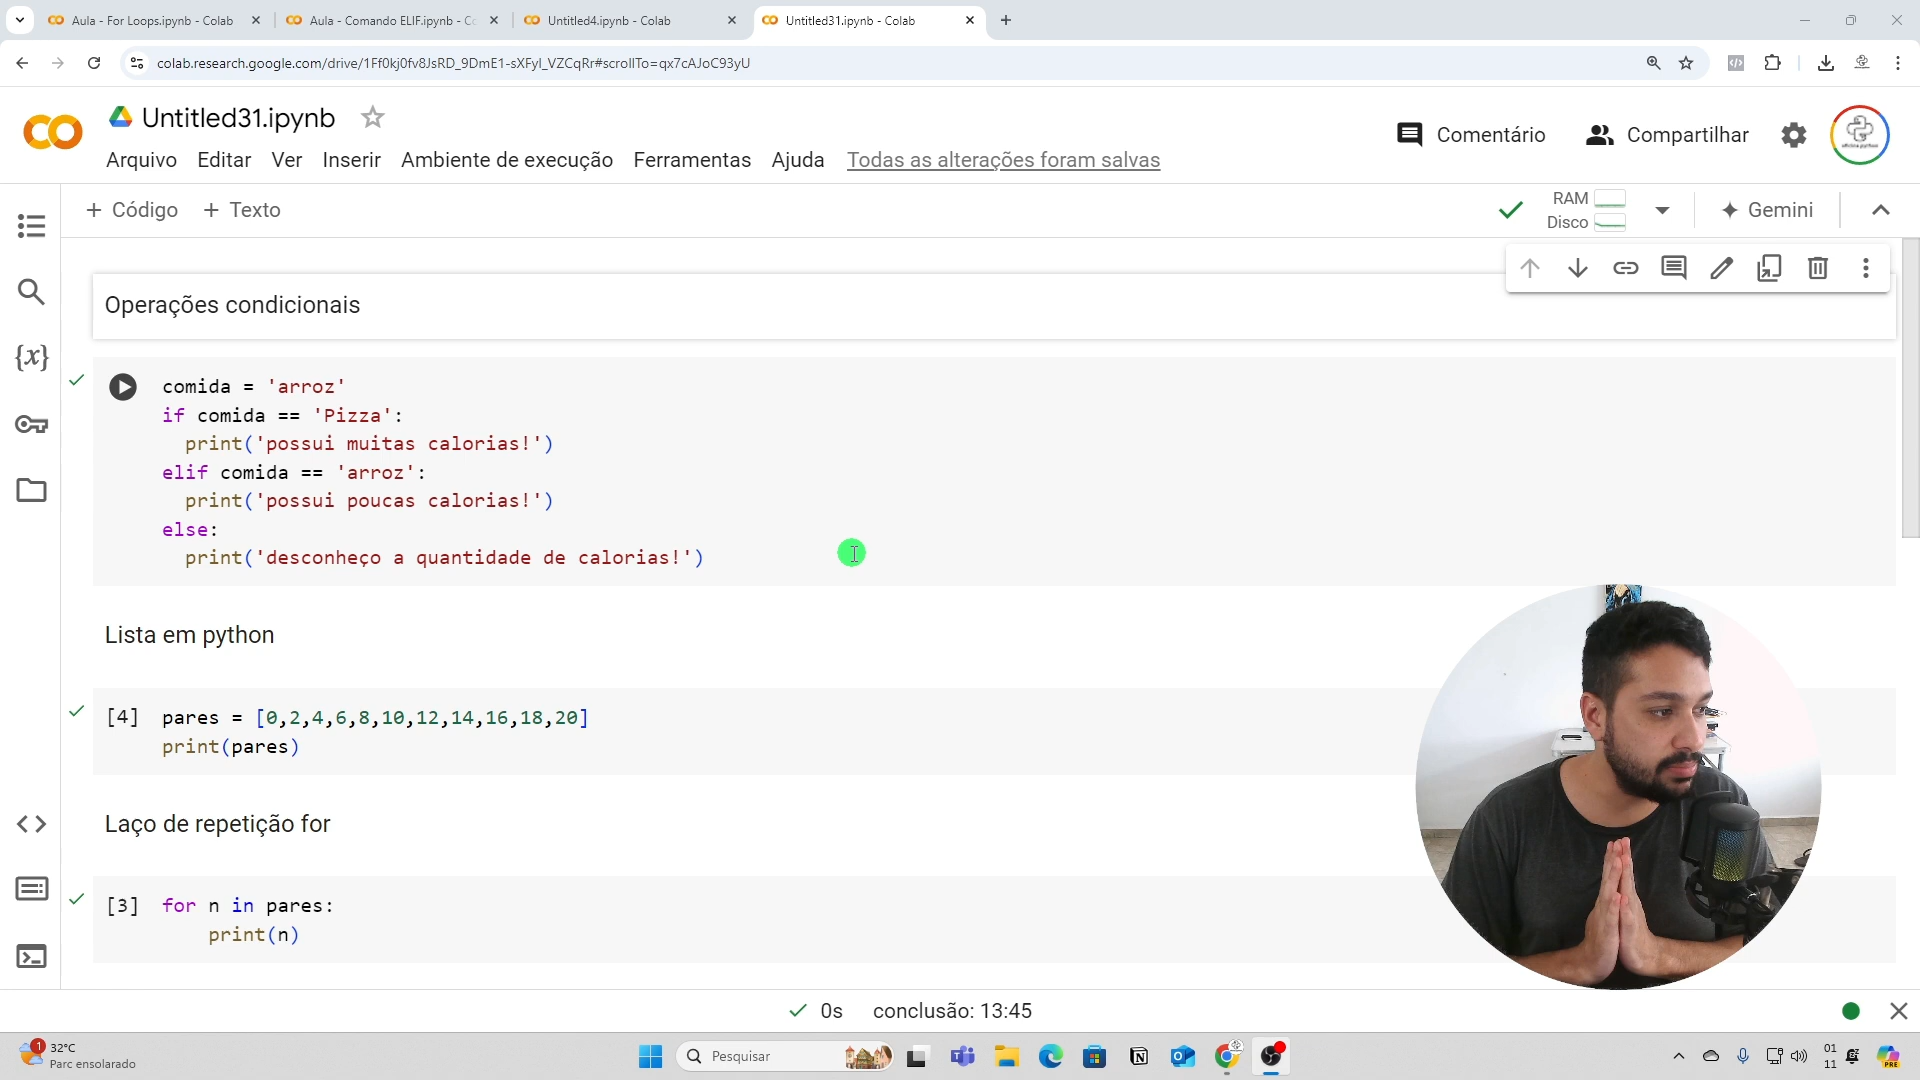 Aula - For Loops.ipynb - Colab
Aula - Comando ELIF.ipynb - Co
Untitled4.ipynb - Colab
Untitled31.ipynb - Colab
colab.research.google.com/drive/1Ff0kj0fv8JsRD_9DmE1-sXFyl_VZCqRr#scrollTo=qx7cAJoC93yU
CO
Untitled31.ipynb
Comentário
Compartilhar
Arquivo Editar Ver Inserir Ambiente de execução Ferramentas Ajuda Todas as alterações foram salvas
+ Código + Texto
RAM
Disco
Gemini
Operações condicionais
comida = 'arroz'
if comida == 'Pizza':
print('possui muitas calorias!')
elif comida == 'arroz':
print('possui poucas calorias!')
else:
print('desconheço a quantidade de calorias!')
Lista em python
[4] pares = [0,2,4,6,8,10,12,14,16,18,20]
print(pares)
Laço de repetição for
[3] for n in pares:
print(n)
0s conclusão: 13:45
1
32°C
Parc ensolarado
Pesquisar
01
11
PRE